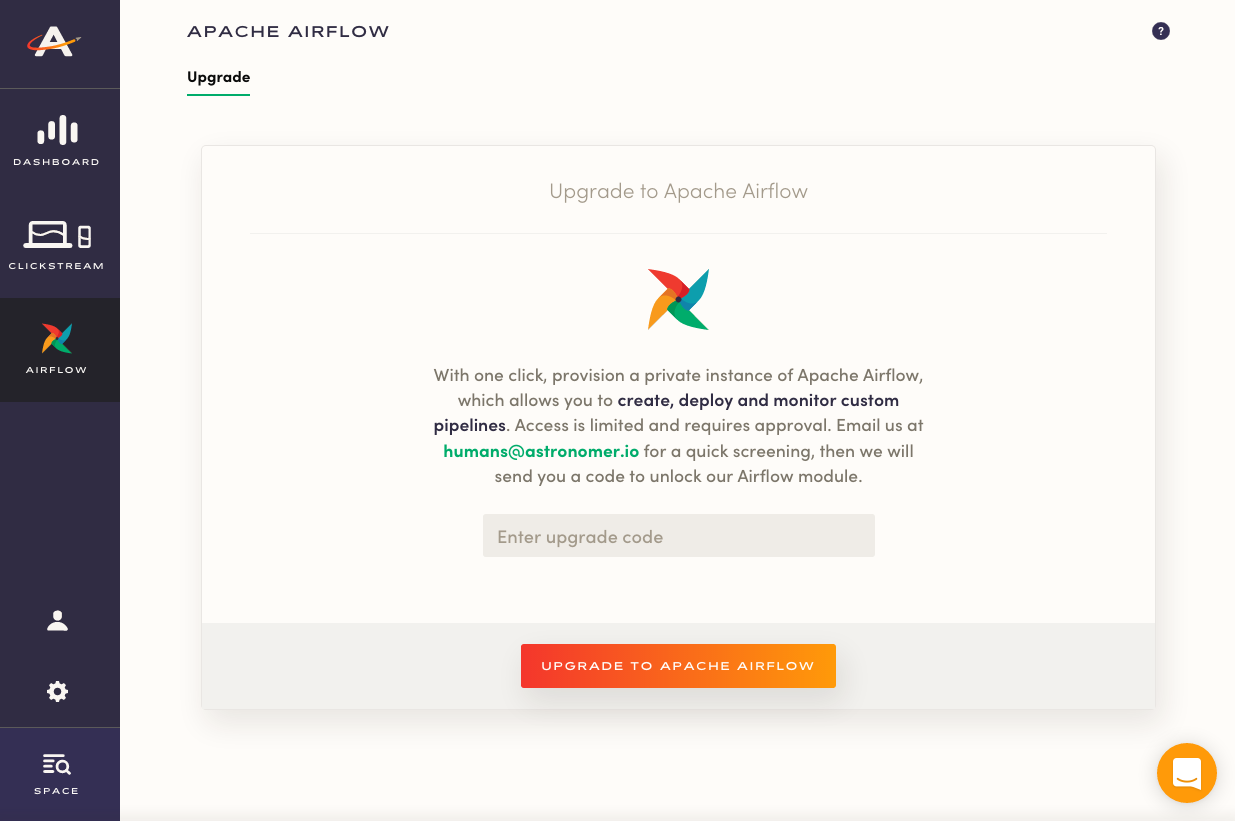 APACHE AIRFLOW
?
Upgrade
DASHBOARD
CLICKSTREAM
AIRFLOW
SPACE
Upgrade to Apache Airflow
With one click, provision a private instance of Apache Airflow,
which allows you to create, deploy and monitor custom
pipelines. Access is limited and requires approval. Email us at
humans@astronomer.io for a quick screening, then we will
send you a code to unlock our Airflow module.
Enter upgrade code
UPGRADE TO APACHE AIRFLOW